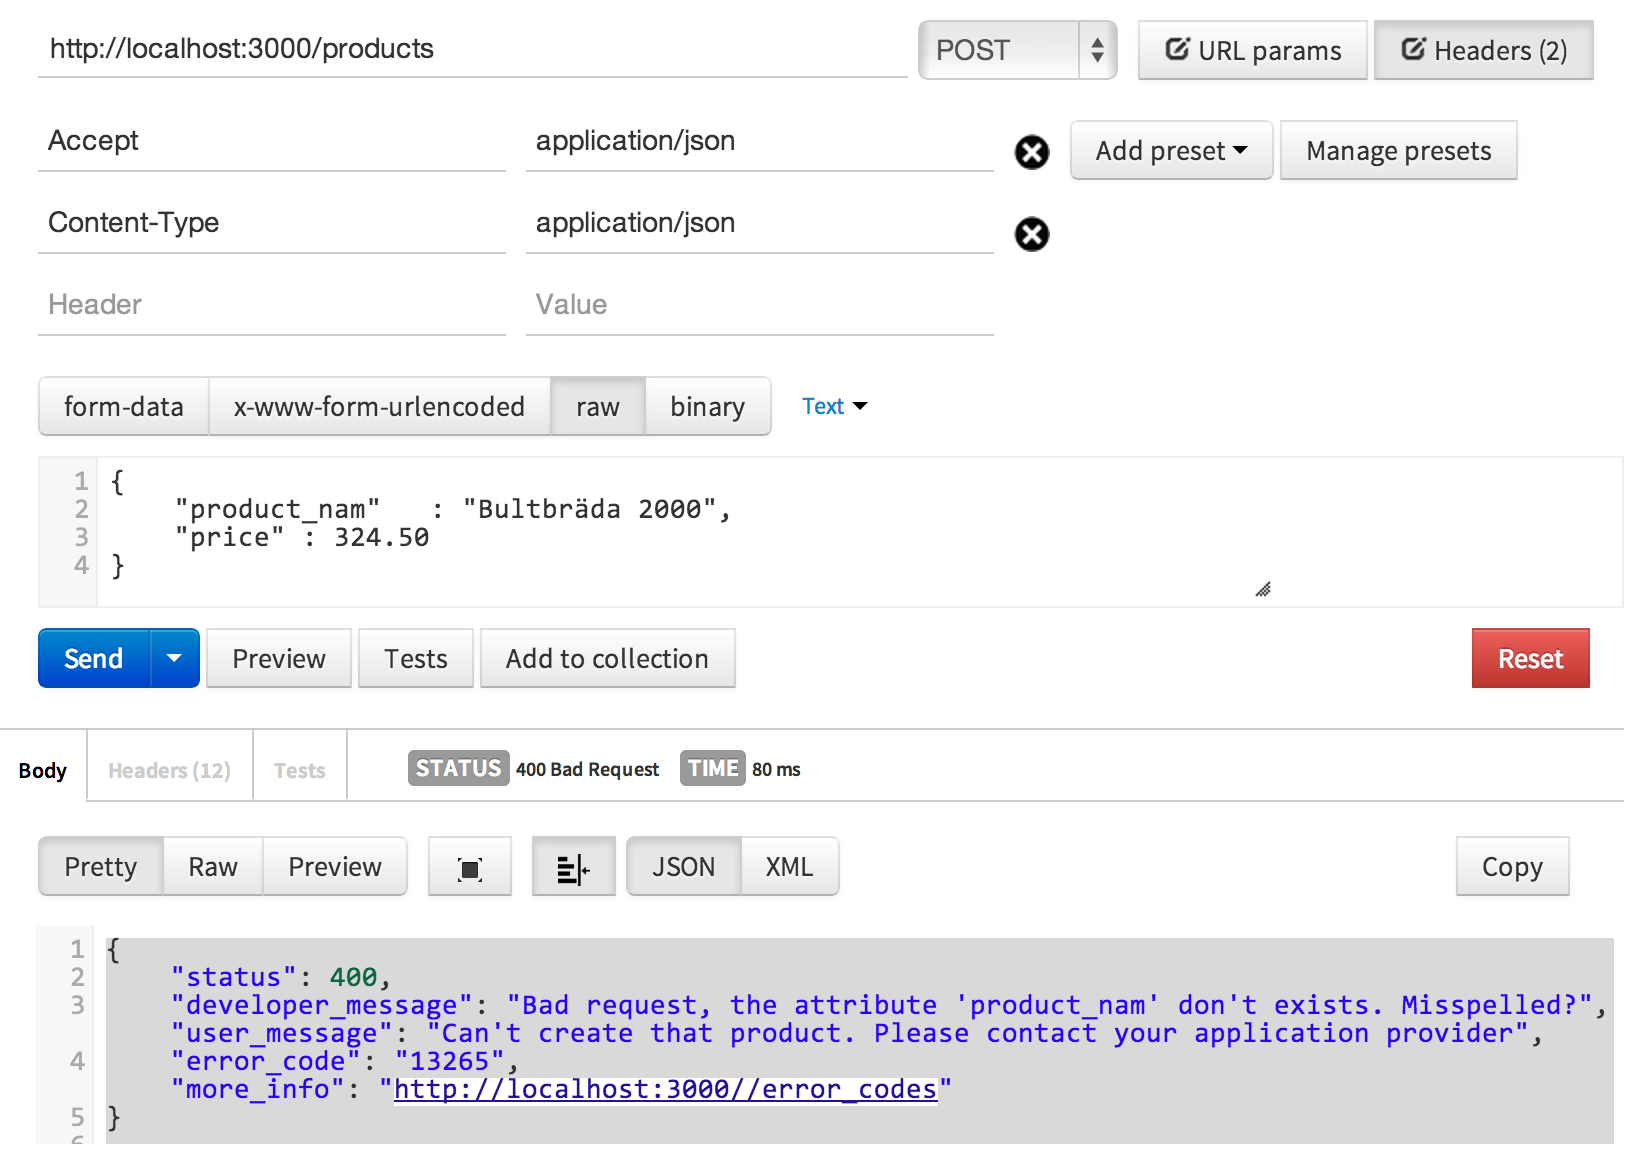 http://localhost:3000/products POST URL params Headers (2)
Accept application/json Add preset Manage presets
Content-Type application/json
Header Value
form-data x-www-form-urlencoded raw binary Text
1 {
2 "product_nam" : "Bultbräda 2000",
3 "price" : 324.50
4 }
Send Preview Tests Add to collection Reset
Body Headers (12) Tests STATUS 400 Bad Request TIME 80 ms
Pretty Raw Preview JSON XML Copy
1 {
2 "status": 400,
3 "developer_message": "Bad request, the attribute 'product_nam' don't exists. Misspelled?",
"user_message": "Can't create that product. Please contact your application provider",
4 "error_code": "13265",
"more_info": "http://localhost:3000//error_codes"
5 }
6